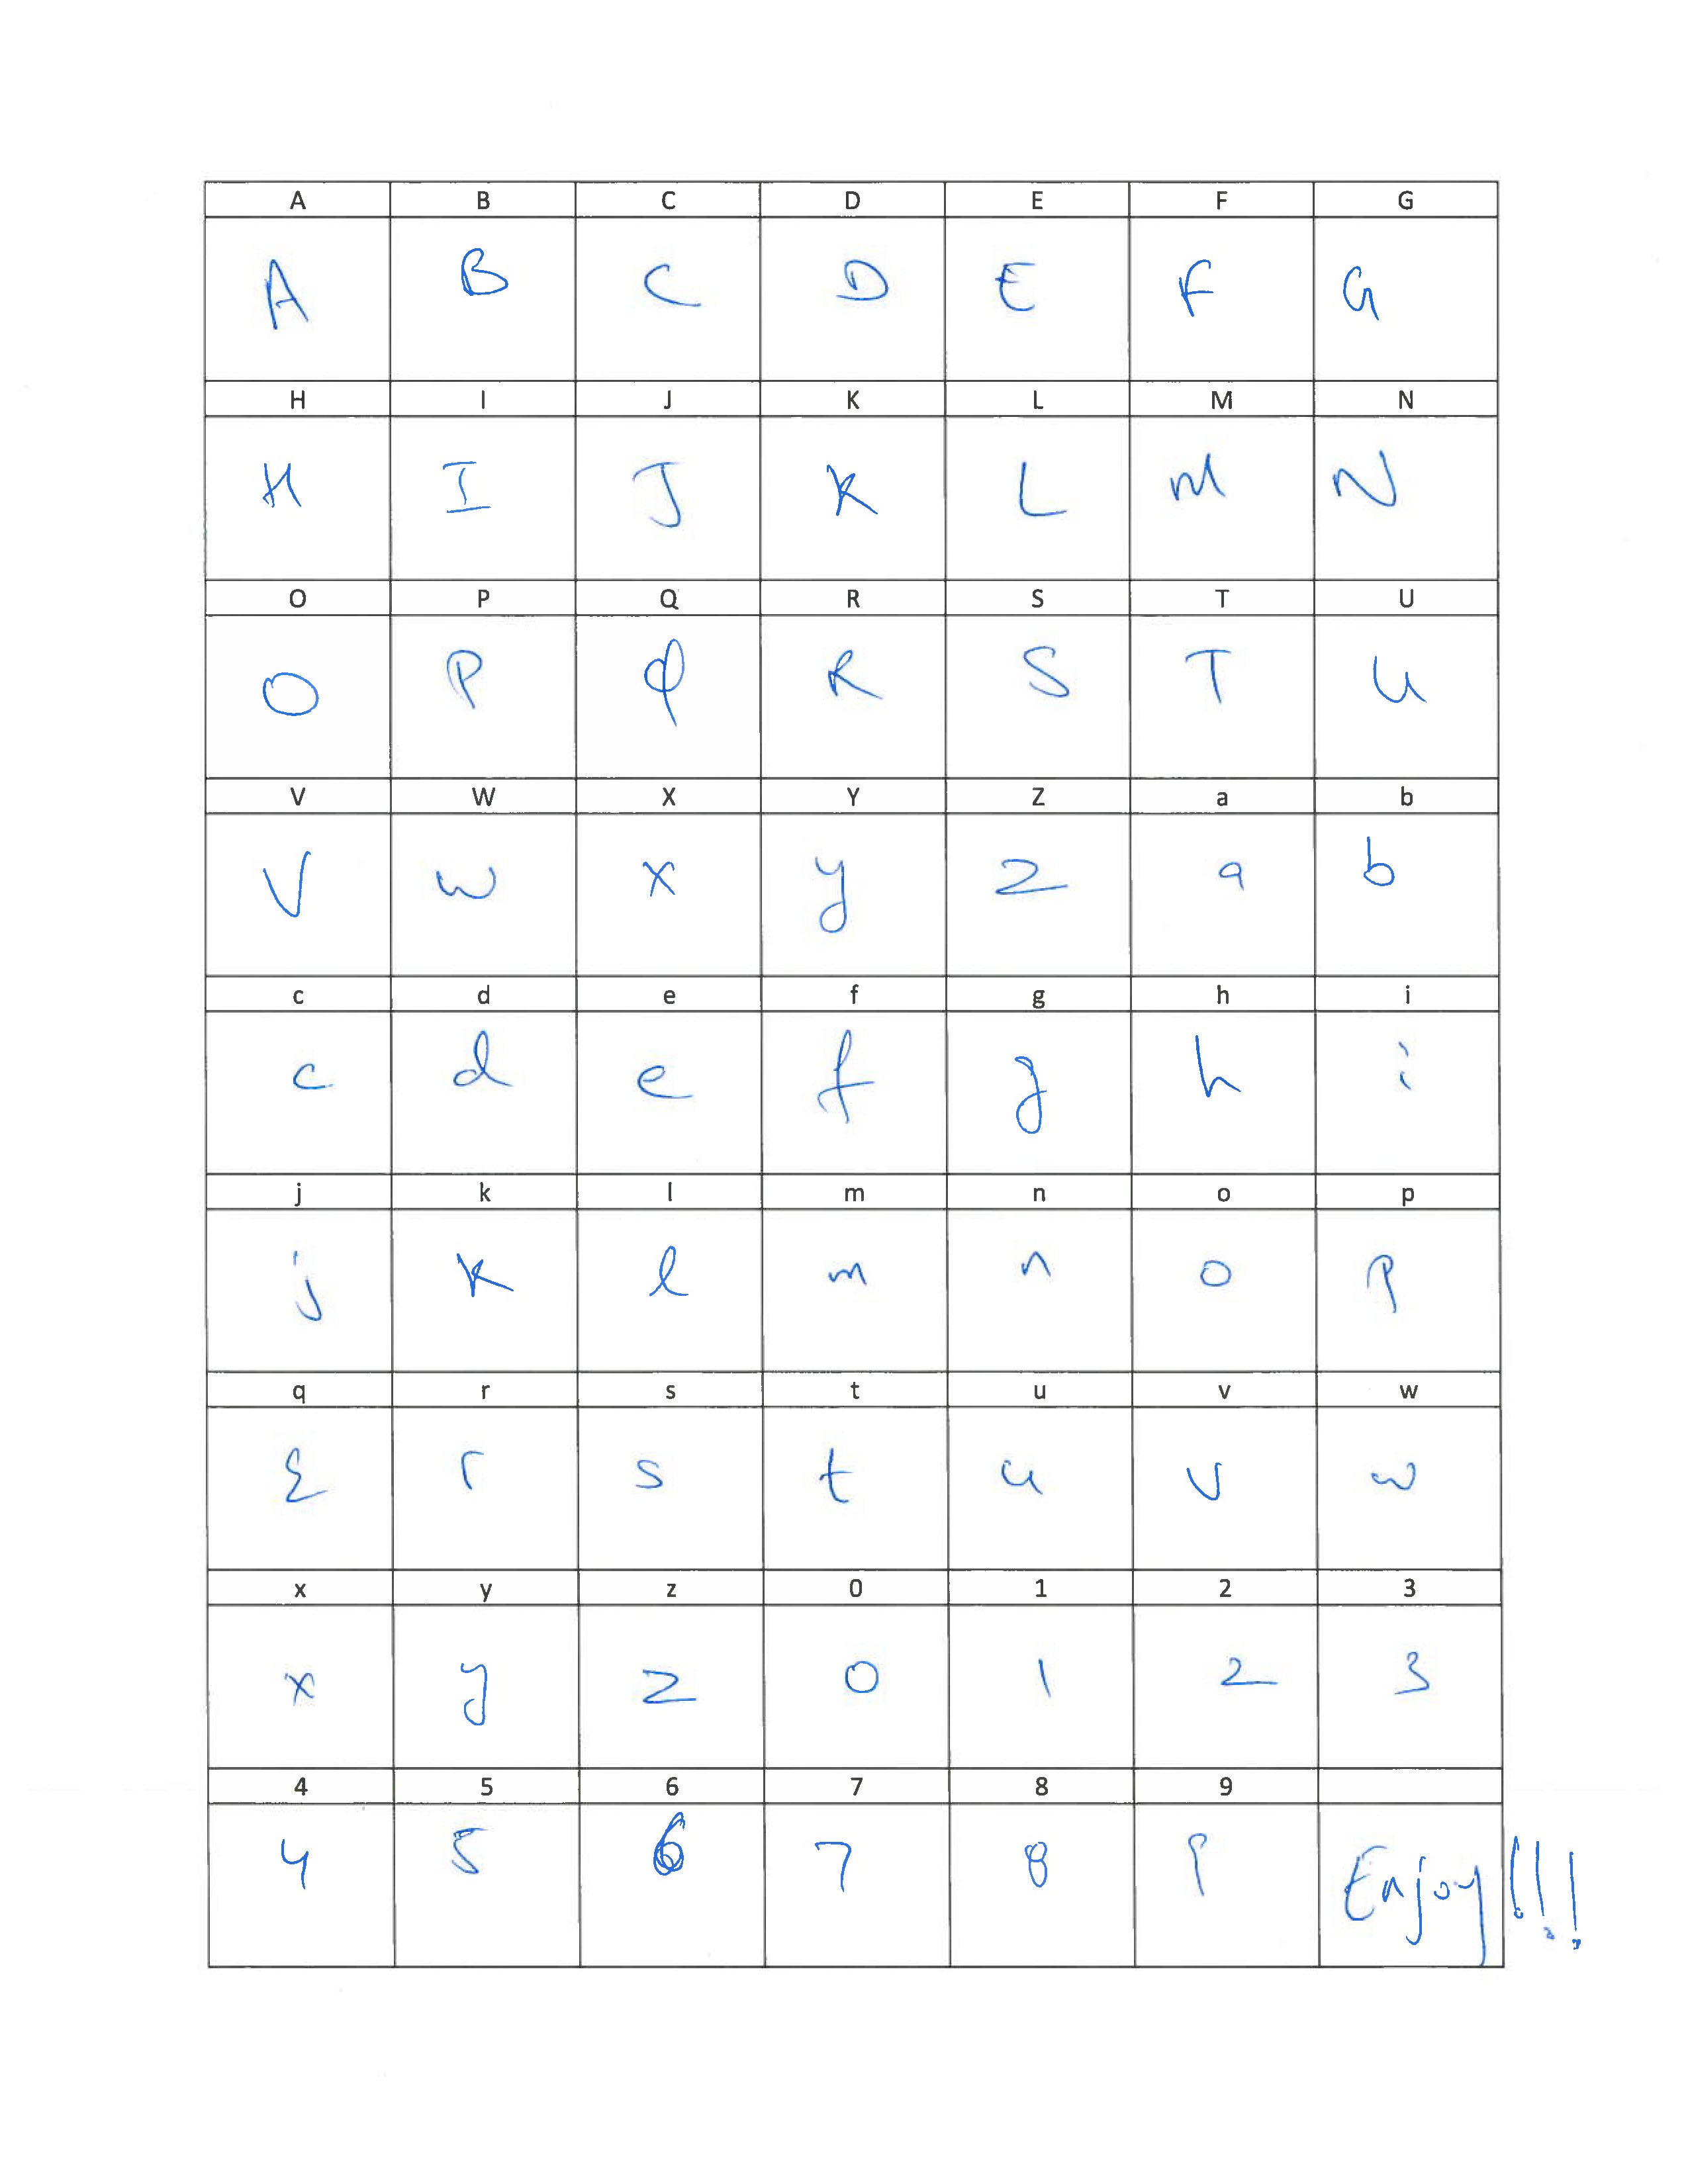 A B C D E F G
A B C D E F G
H I J K L M N
H I J K L M N
O P Q R S T U
O P Q R S T U
V W X Y Z a b
V W X Y Z a b
c d e f g h i
c d e f g h i
j k l m n o p
j k l m n o p
q r s t u v w
q r s t u v w
x y z 0 1 2 3
x y z 0 1 2 3
4 5 6 7 8 9
4 5 6 7 8 9 Enjoy!!!